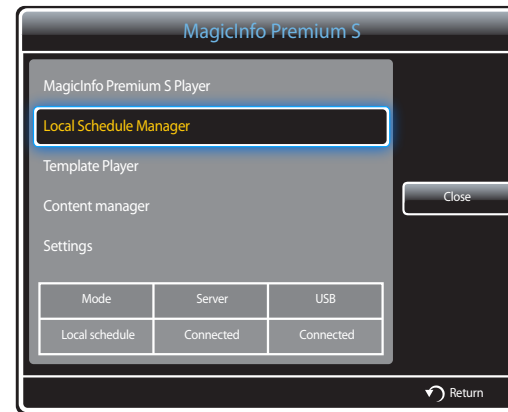 MagicInfo Premium S
MagicInfo Premium S Player
Local Schedule Manager
Template Player
Close
Content manager
Settings
Mode Server USB
Local schedule Connected Connected
Return